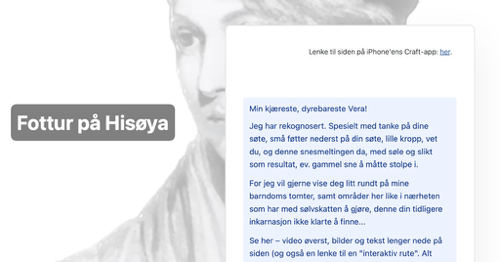 Lenke til siden på iPhone'ens Craft-app: her.
Fottur på Hisøya
Min kjæreste, dyrebareste Vera!
Jeg har rekognosert. Spesielt med tanke på dine
søte, små føtter nederst på din søte, lille kropp, vet
du, og denne snesmeltingen da, med søle og slikt
som resultat, ev. gammel sne å måtte stolpe i.
For jeg vil gjerne vise deg litt rundt på mine
barndoms tomter, samt områder her like i nærheten
som har med sølvskatten å gjøre, denne din tidligere
inkarnasjon ikke klarte å finne...
Se her – video øverst, bilder og tekst lenger nede på
siden (og også en lenke til en "interaktiv rute". Alt